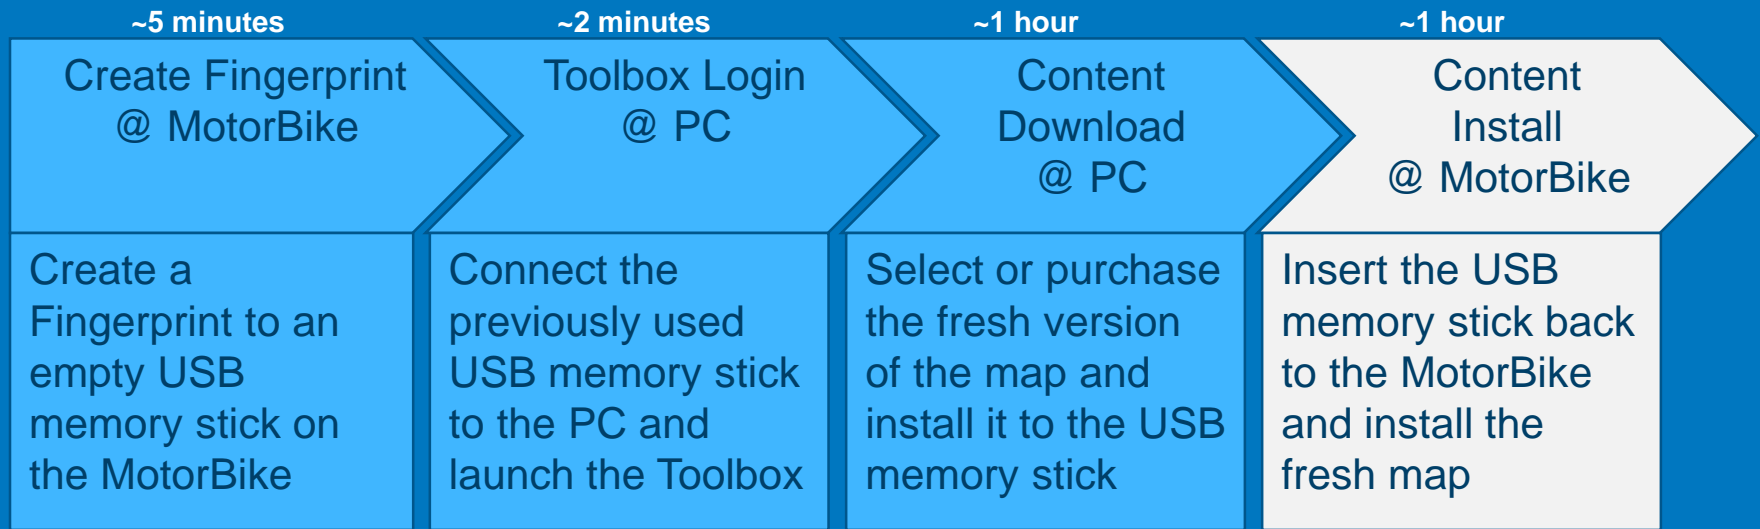 ~5 minutes
Create Fingerprint
@ MotorBike
Create a
Fingerprint to an
empty USB
memory stick on
the MotorBike
~2 minutes
Toolbox Login
@ PC
Connect the
previously used
USB memory stick
to the PC and
launch the Toolbox
~1 hour
Content
Download
@ PC
Select or purchase
the fresh version
of the map and
install it to the USB
memory stick
~1 hour
Content
Install
@ MotorBike
Insert the USB
memory stick back
to the MotorBike
and install the
fresh map